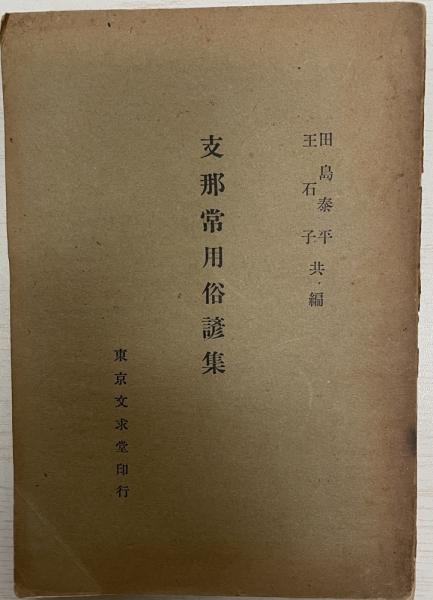 田島泰平
王石子
共編
支那常用俗諺集
東京文求堂印行